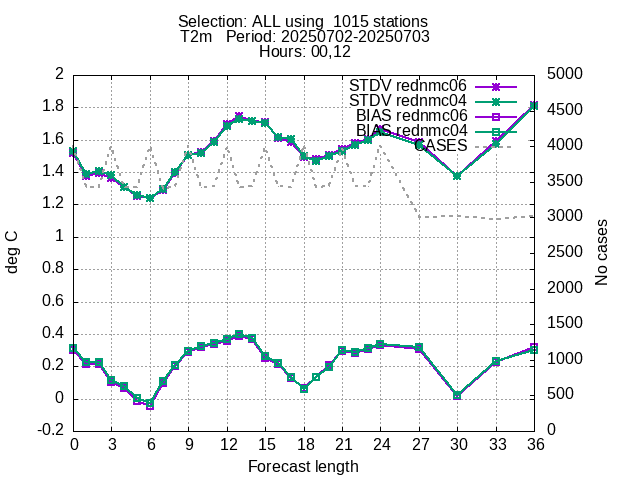 Selection: ALL using  1015 stations
T2m   Period: 20250702-20250703
Hours: 00,12
STDV rednmc06
STDV rednmc04
BIAS rednmc06
BIAS rednmc04
CASES
deg C
2
1.8
1.6
1.4
1.2
1
0.8
0.6
0.4
0.2
0
-0.2
5000
4500
4000
3500
3000
2500
2000
1500
1000
500
0
No cases
0 3 6 9 12 15 18 21 24 27 30 33 36
Forecast length